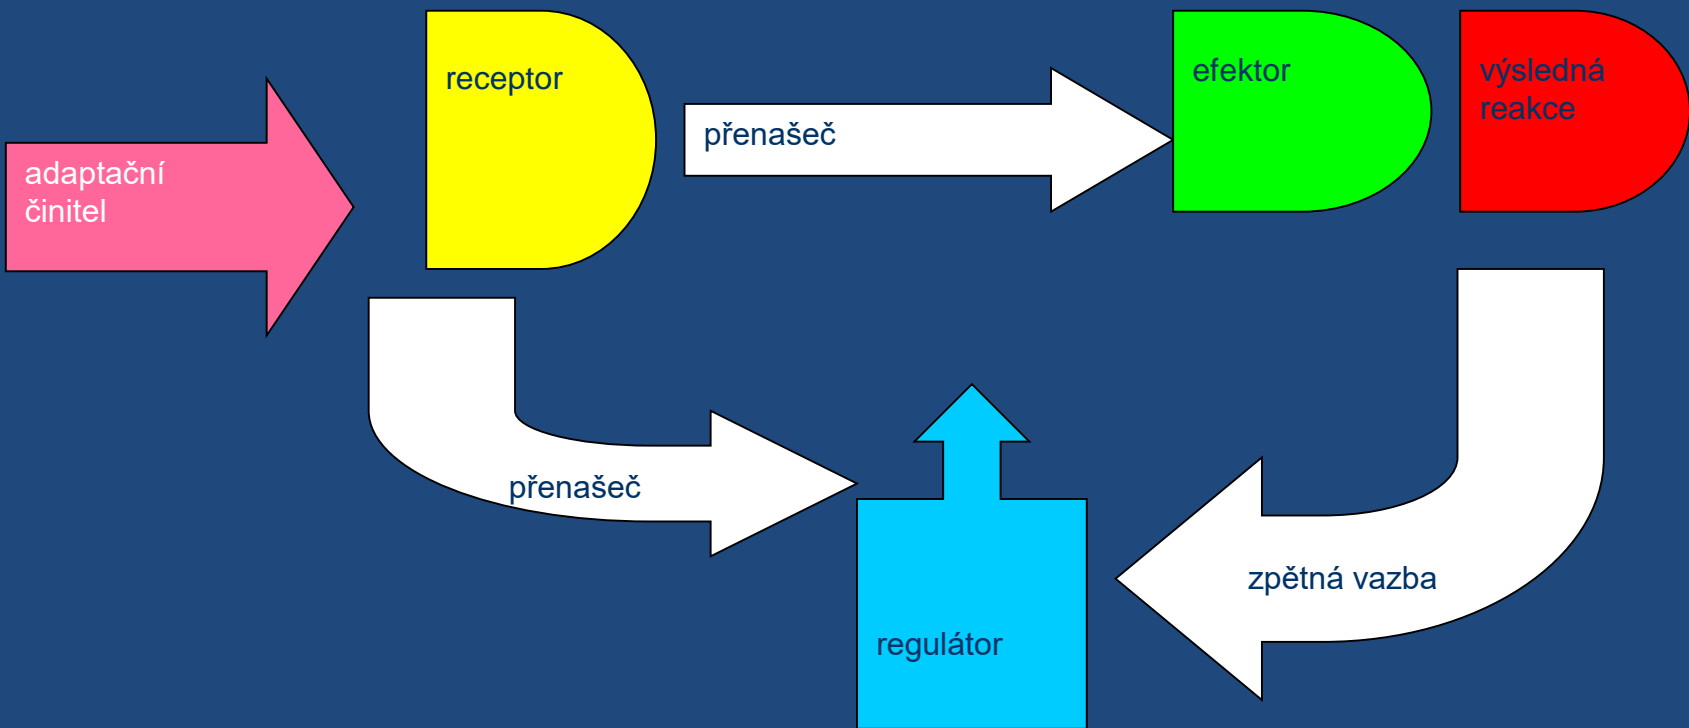 adaptační
činitel
receptor
přenašeč
efektor
výsledná
reakce
přenašeč
regulátor
zpětná vazba